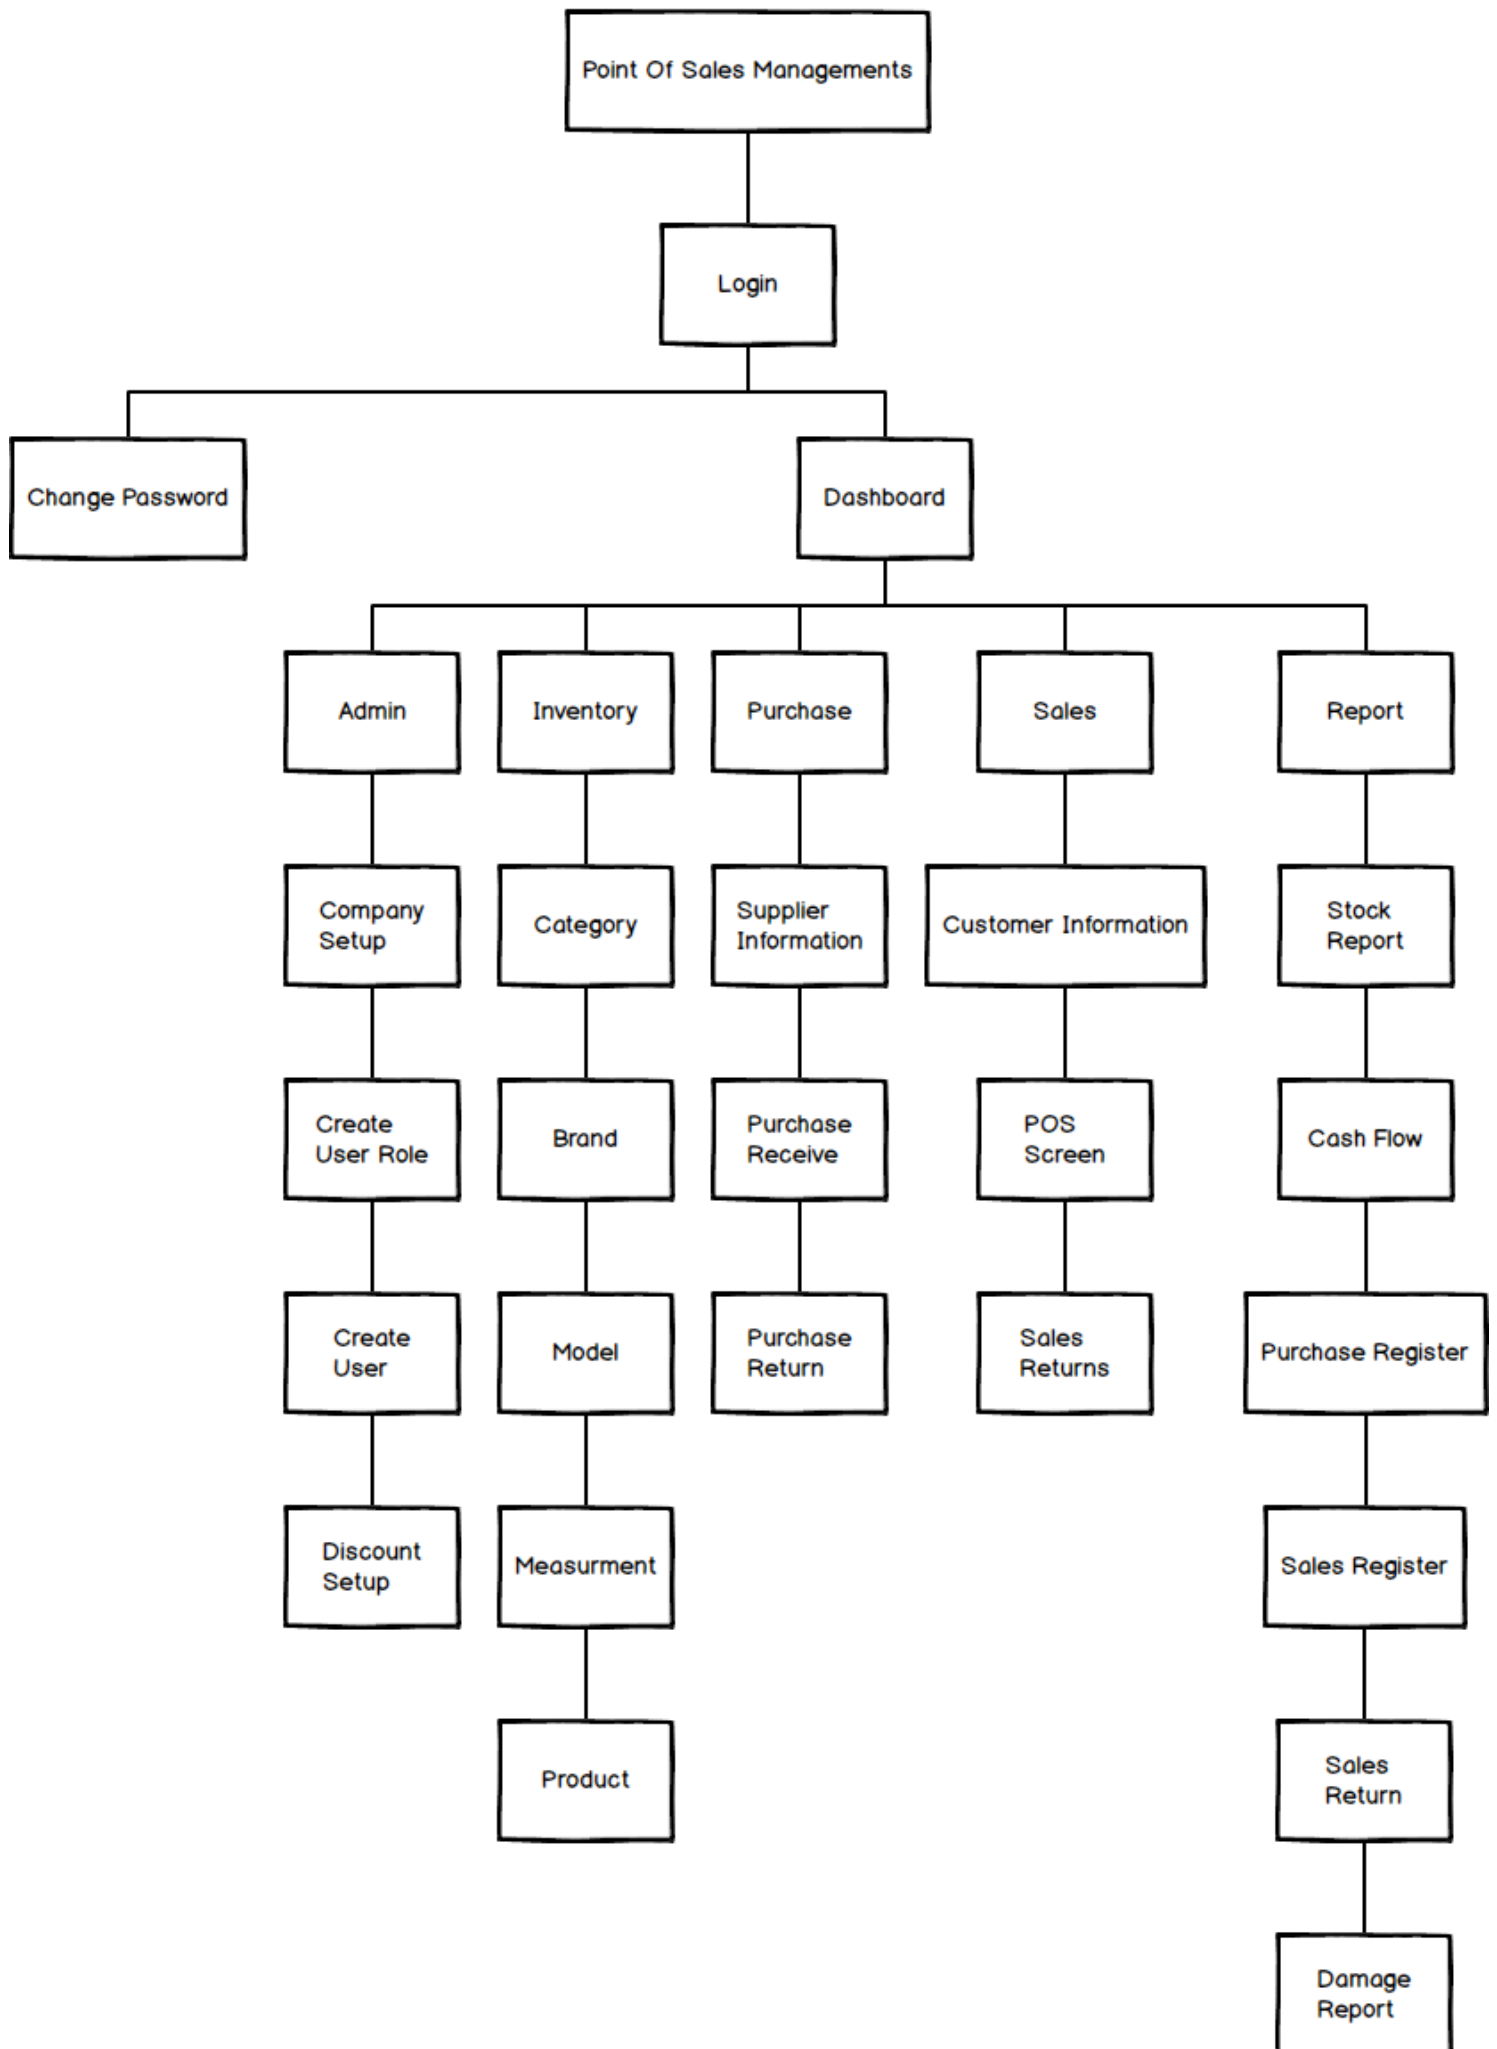 Point Of Sales Managements
Login
Change Password
Dashboard
Admin
Inventory
Purchase
Sales
Report
Company
Setup
Category
Supplier
Information
Customer Information
Stock
Report
Create
User Role
Brand
Purchase
Receive
POS
Screen
Cash Flow
Create
User
Model
Purchase
Return
Sales
Returns
Purchase Register
Discount
Setup
Measurment
Sales Register
Product
Sales
Return
Damage
Report